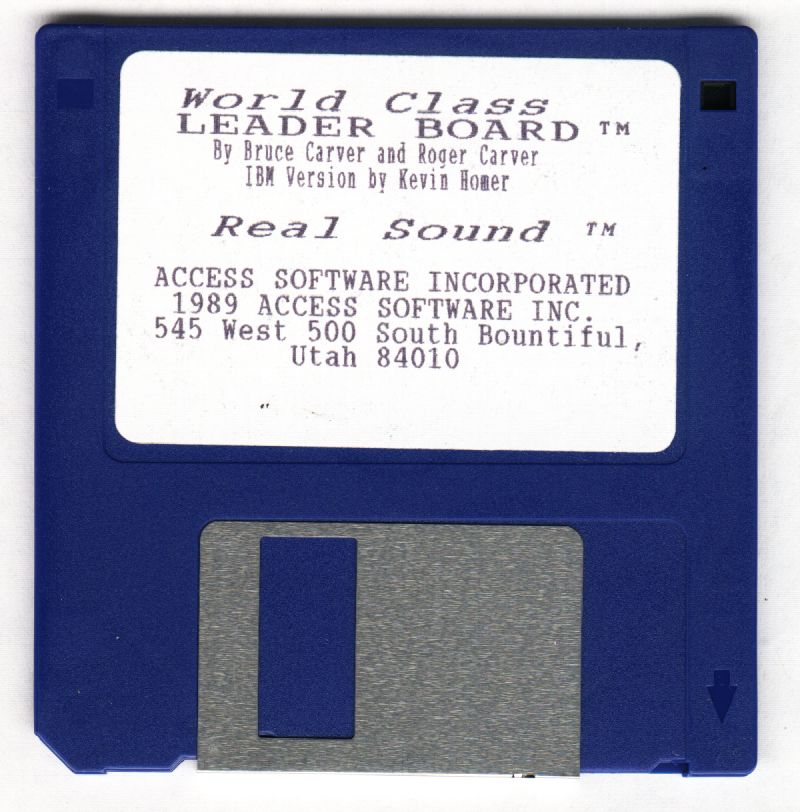 World Class
LEADER BOARD ™
By Bruce Carver and Roger Carver
IBM Version by Kevin Homer
Real Sound ™
ACCESS SOFTWARE INCORPORATED
1989 ACCESS SOFTWARE INC.
545 West 500 South Bountiful,
Utah 84010